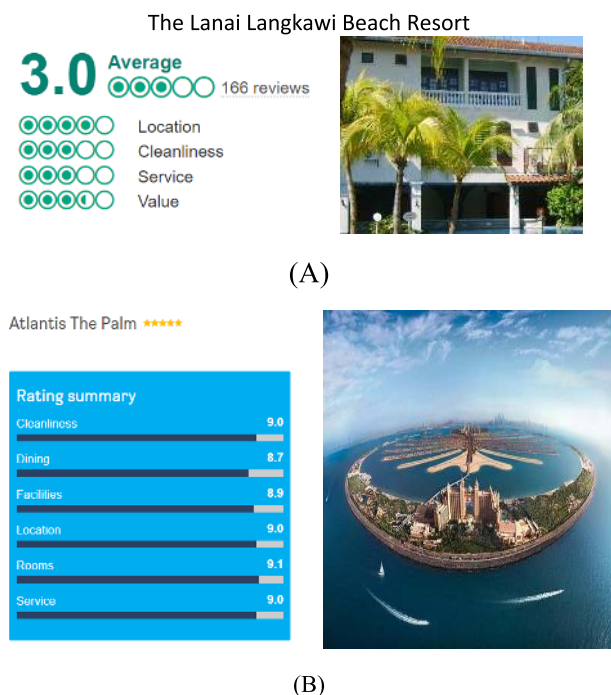 The Lanai Langkawi Beach Resort
3.0 Average
166 reviews
Location
Cleanliness
Service
Value
(A)
Atlantis The Palm
Rating summary
Cleanliness 9.0
Dining 8.7
Facilities 8.9
Location 9.0
Rooms 9.1
Service 9.0
(B)